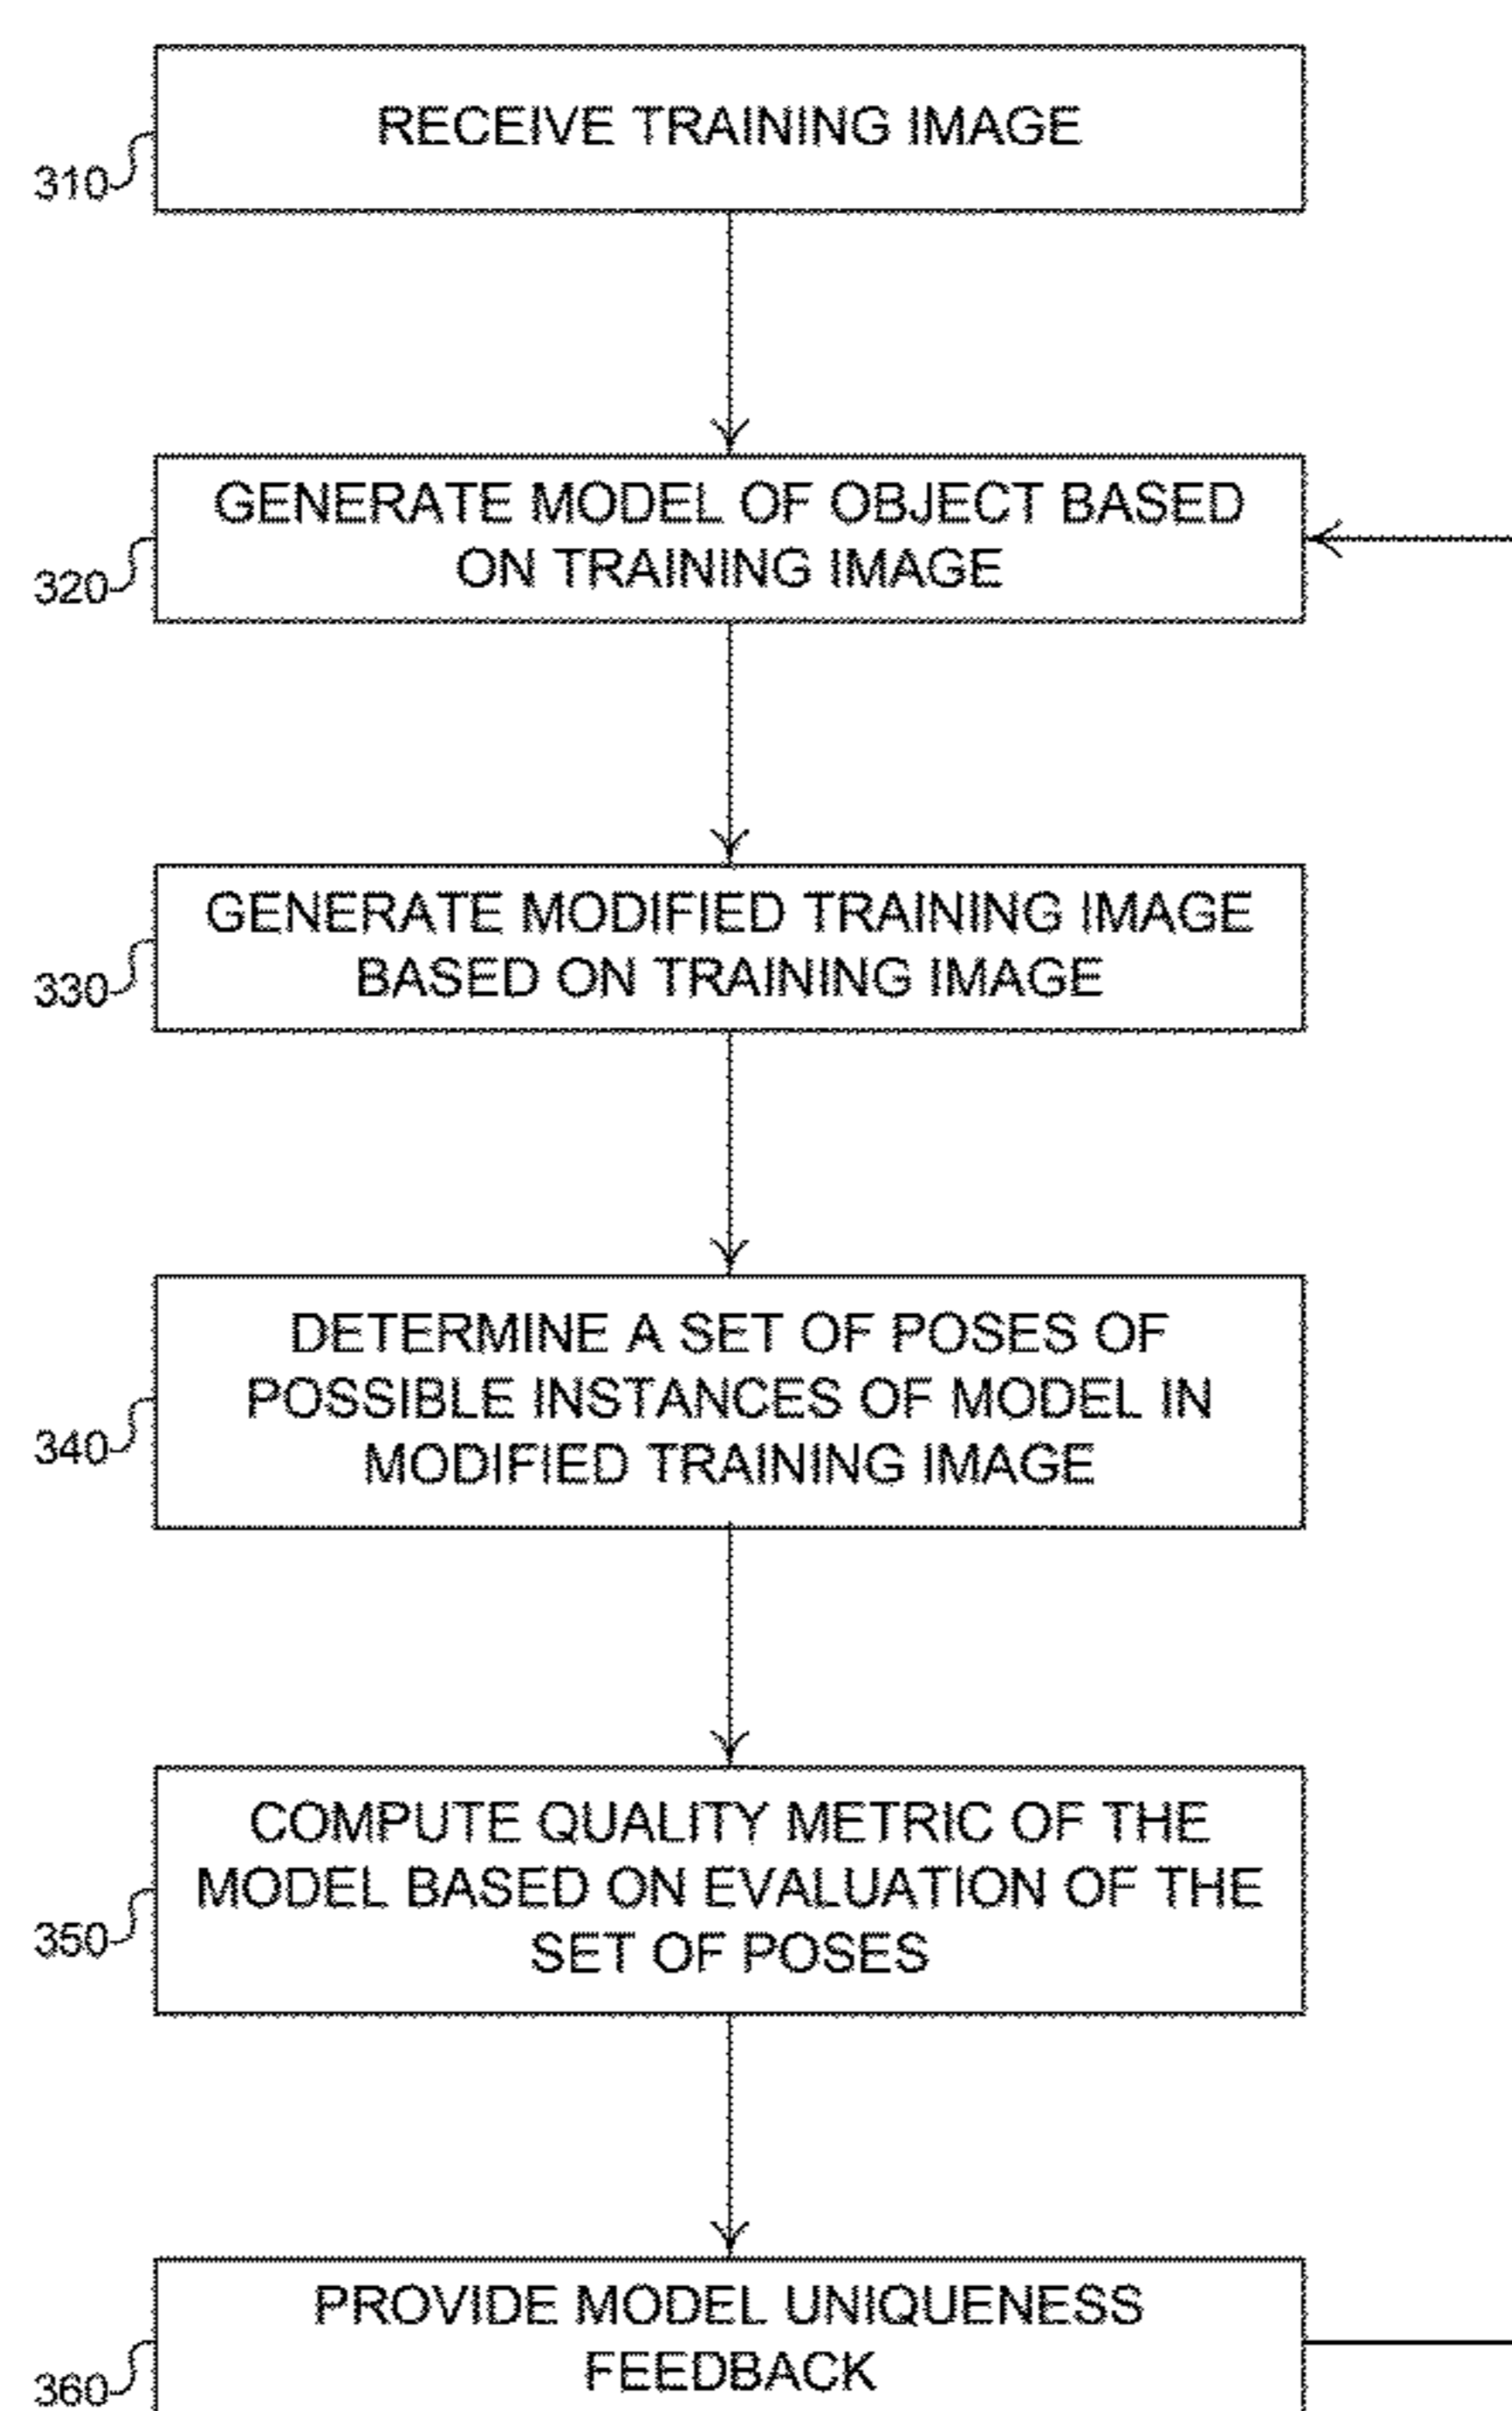 RECEIVE TRAINING IMAGE
310
GENERATE MODEL OF OBJECT BASED
ON TRAINING IMAGE
320
GENERATE MODIFIED TRAINING IMAGE
BASED ON TRAINING IMAGE
330
DETERMINE A SET OF POSES OF
POSSIBLE INSTANCES OF MODEL IN
MODIFIED TRAINING IMAGE
340
COMPUTE QUALITY METRIC OF THE
MODEL BASED ON EVALUATION OF THE
SET OF POSES
350
PROVIDE MODEL UNIQUENESS
FEEDBACK
360